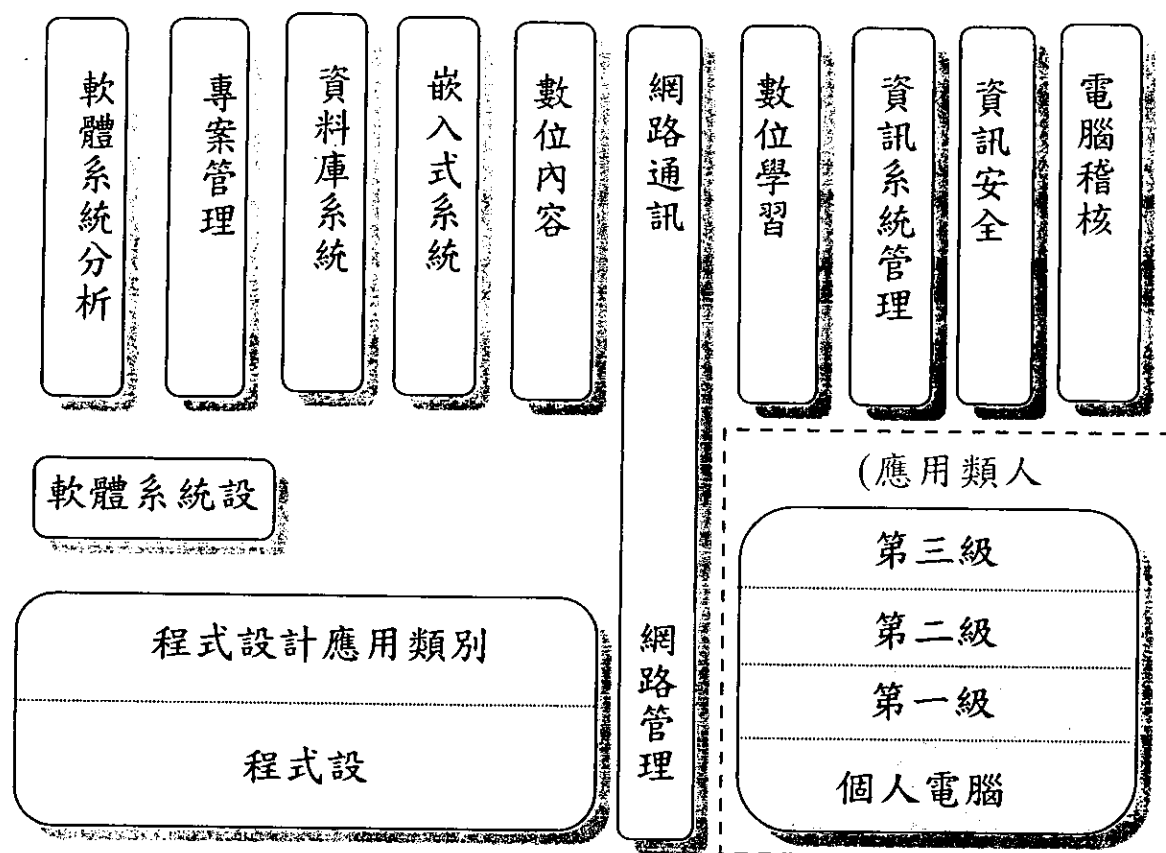 軟體系統分析
專案管理
資料庫系統
嵌入式系統
數位內容
網路通訊
數位學習
資訊系統管理
資訊安全
電腦稽核
軟體系統設
程式設計應用類別
程式設
網路管理
(應用類人
第三級
第二級
第一級
個人電腦